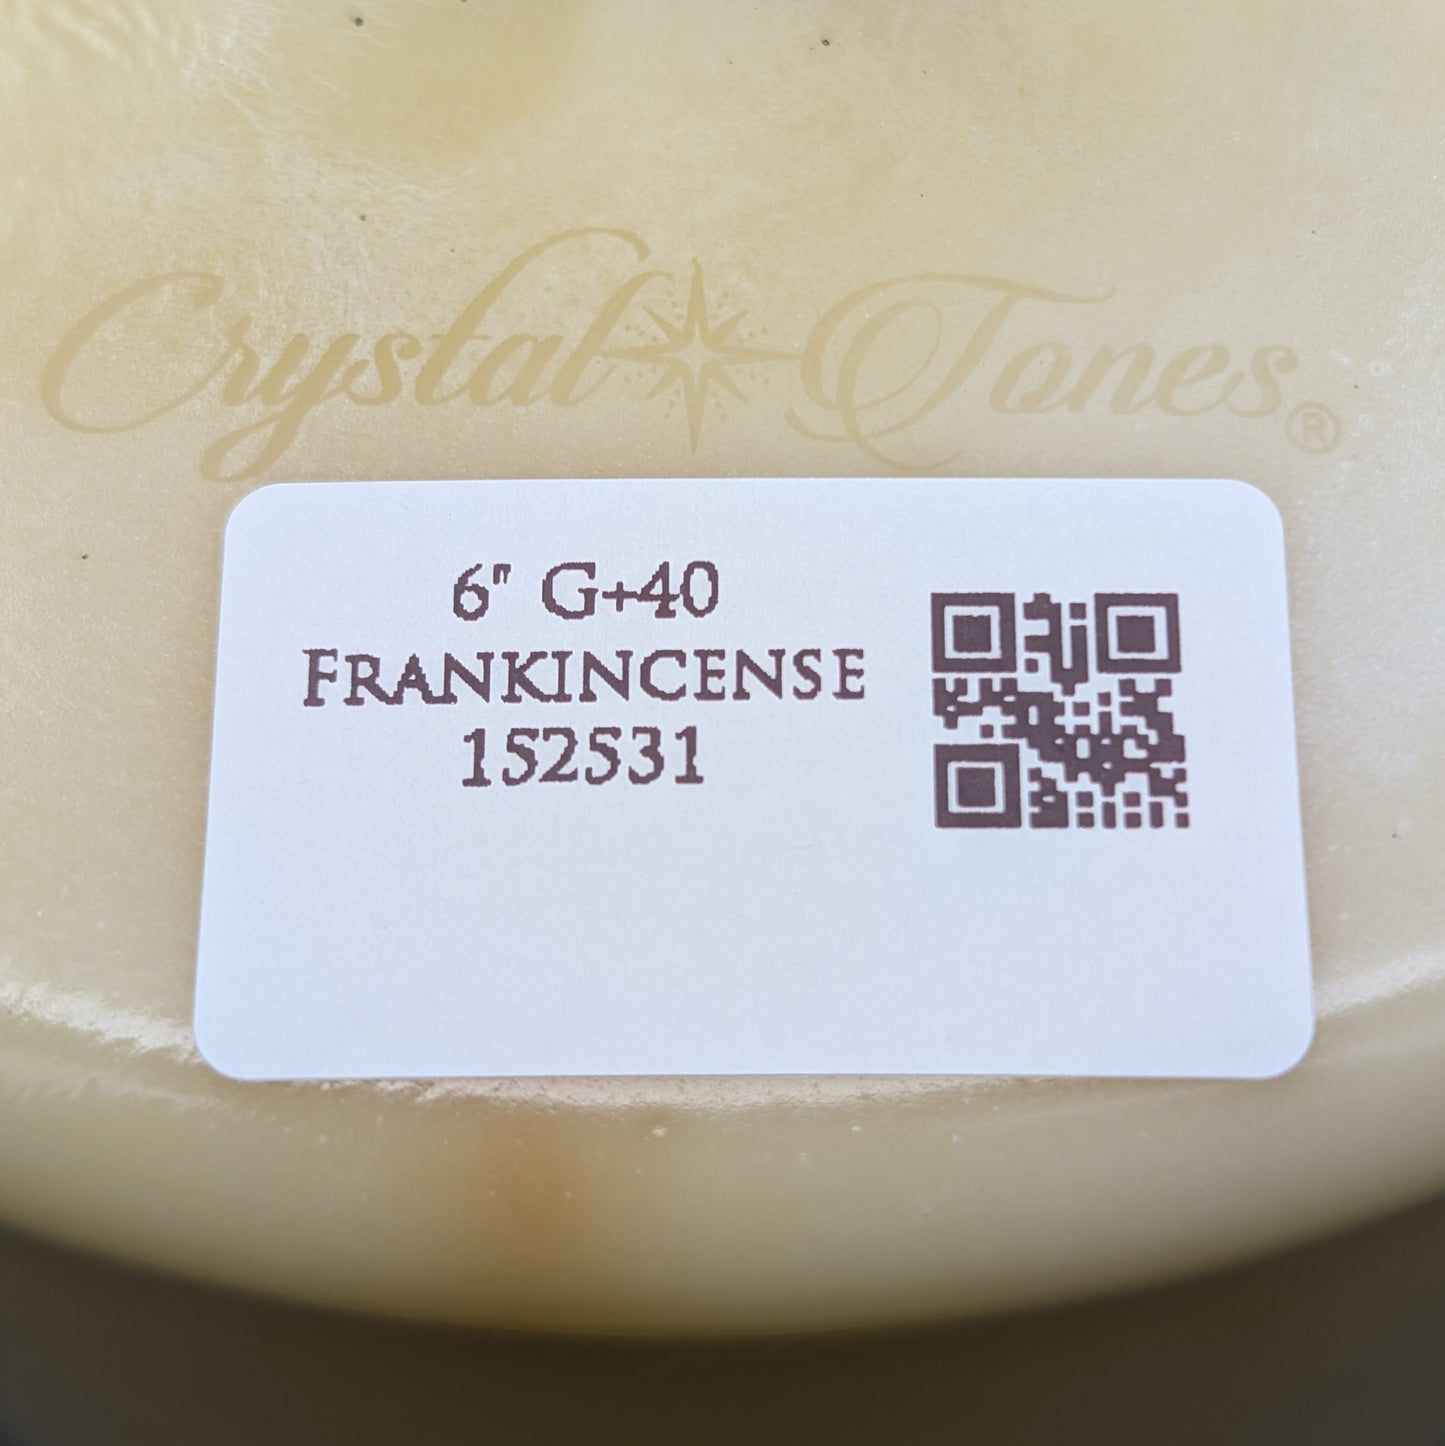 Crystal Tones®
6" G+40
FRANKINCENSE
152531